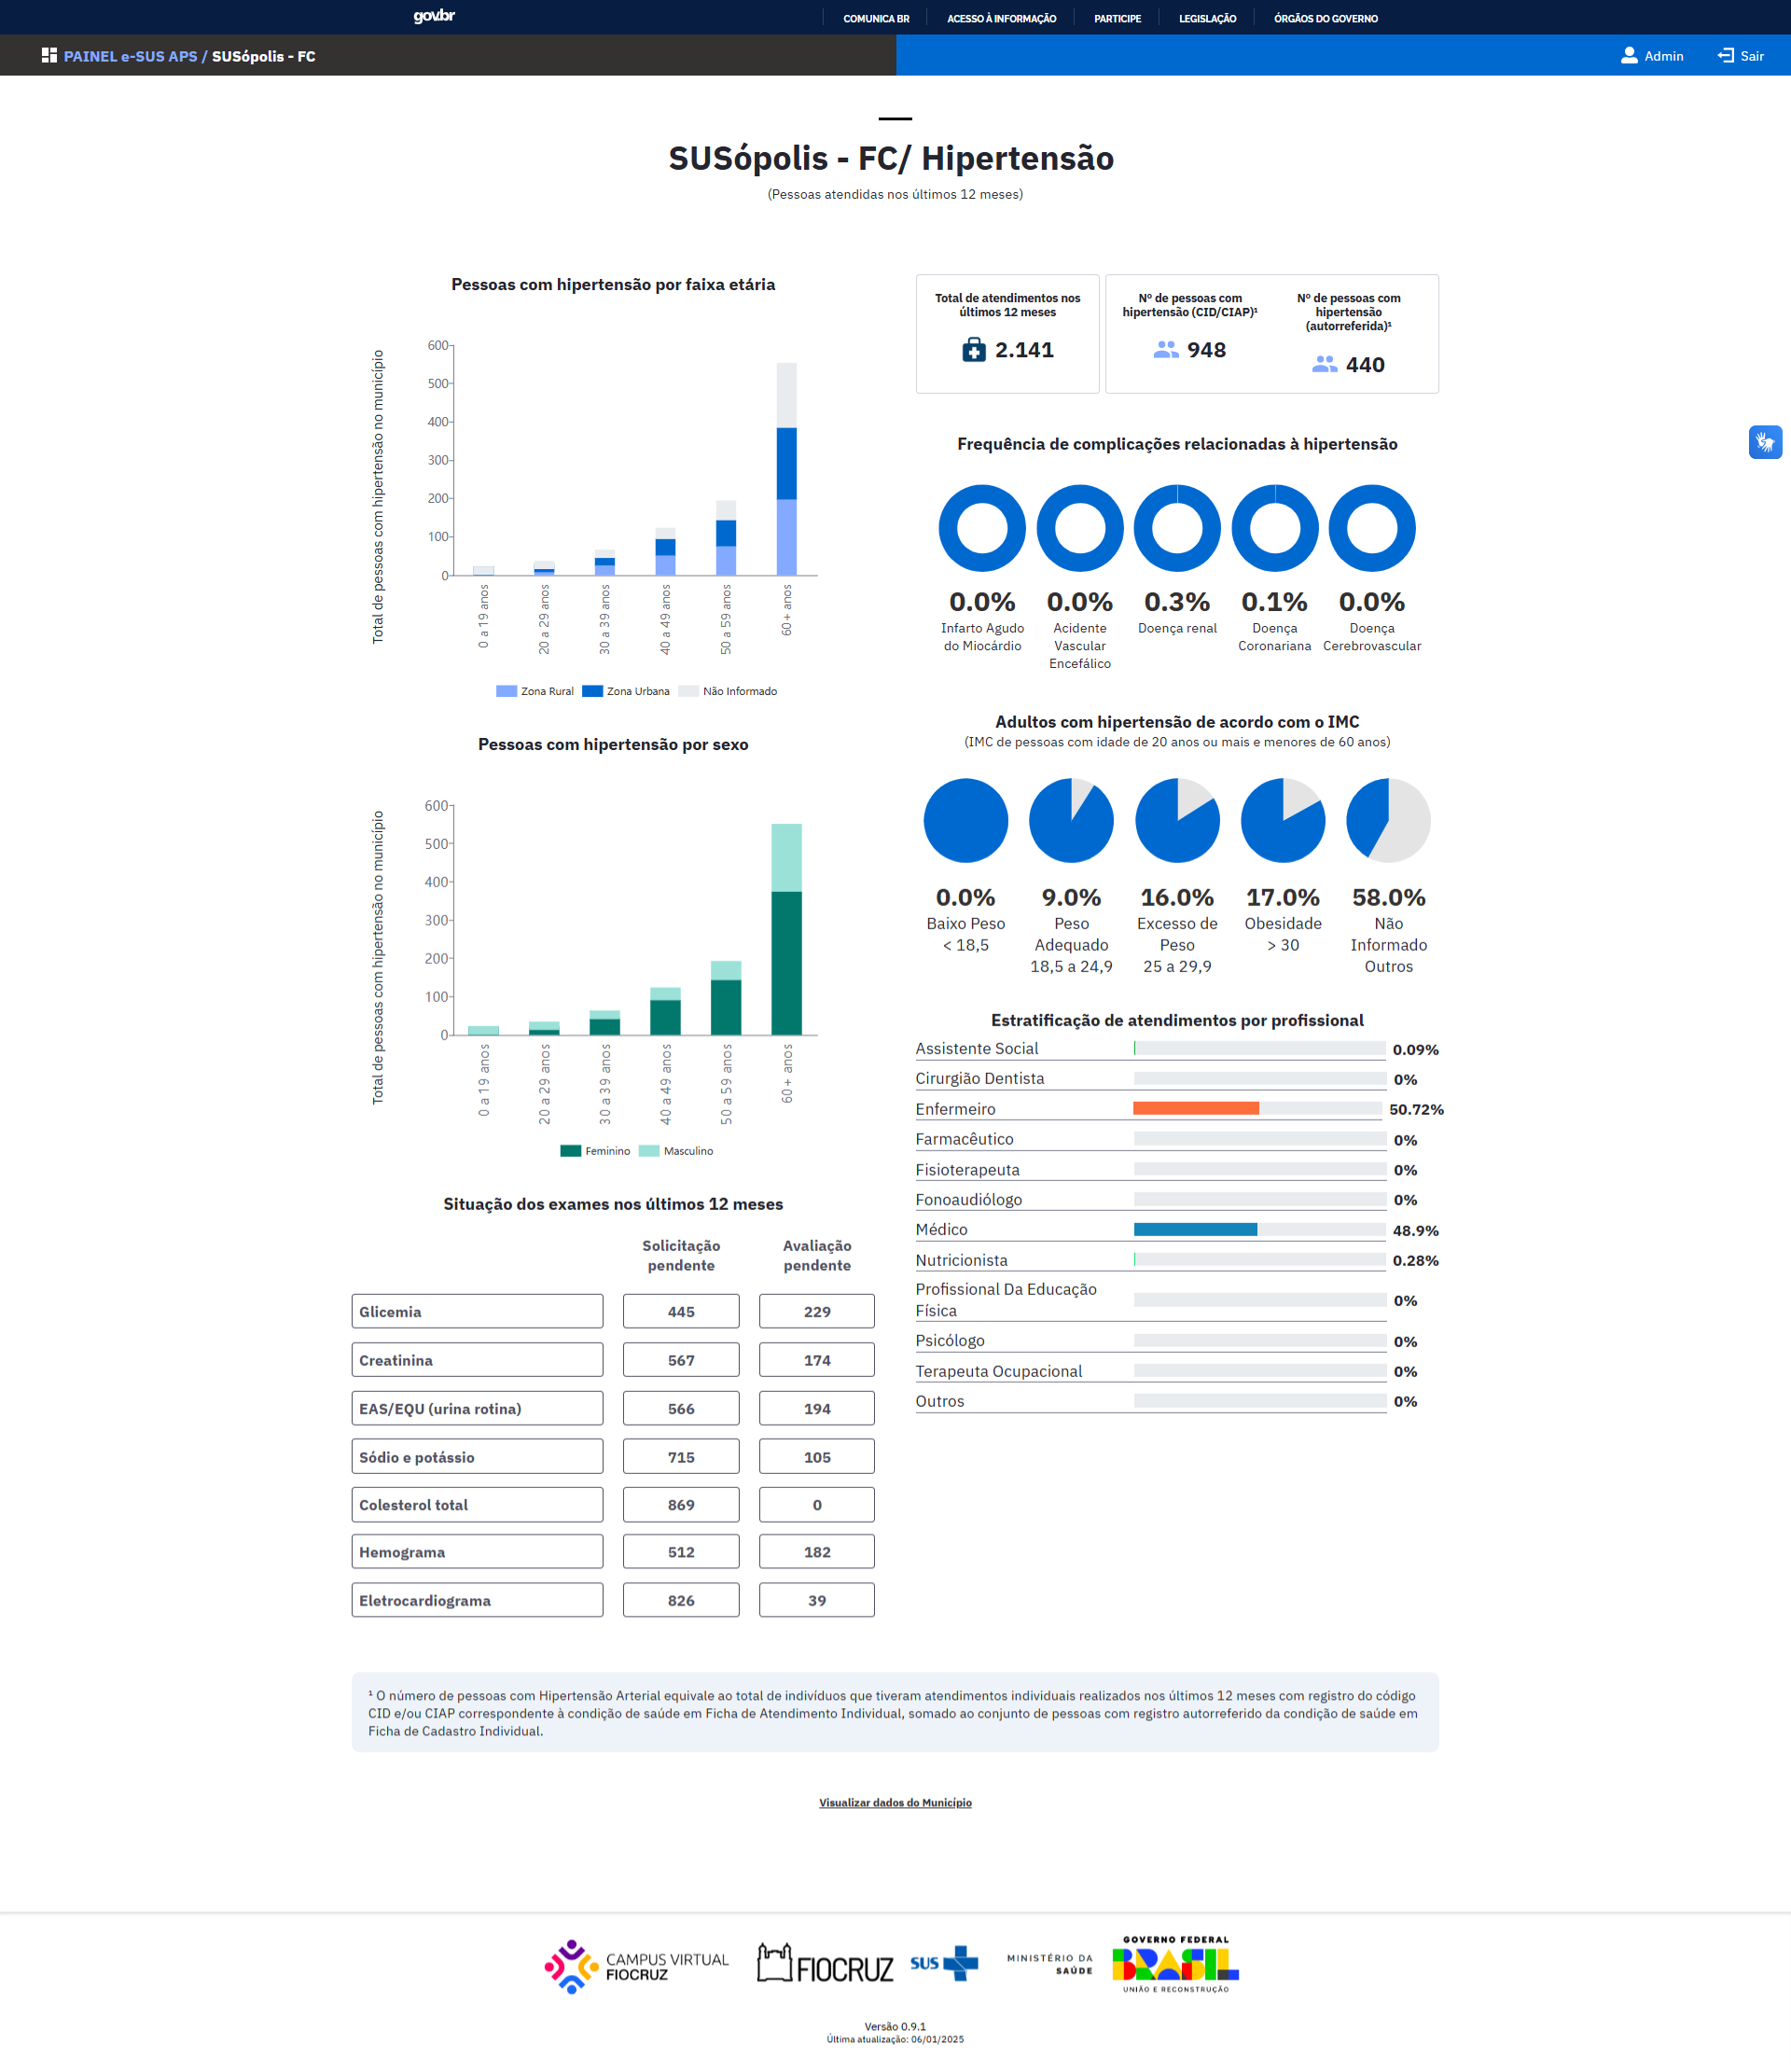 gov.br
COMUNICA BR
ACESSO À INFORMAÇÃO
PARTICIPE
LEGISLAÇÃO
ÓRGÃOS DO GOVERNO
PAINEL e-SUS APS / SUSópolis - FC
Admin
Sair
SUSópolis - FC/ Hipertensão
(Pessoas atendidas nos últimos 12 meses)
Pessoas com hipertensão por faixa etária
Total de pessoas com hipertensão no município
600
500
400
300
200
100
0
0 a 19 anos
20 a 29 anos
30 a 39 anos
40 a 49 anos
50 a 59 anos
60+ anos
Zona Rural
Zona Urbana
Não Informado
Pessoas com hipertensão por sexo
Total de pessoas com hipertensão no município
600
500
400
300
200
100
0
0 a 19 anos
20 a 29 anos
30 a 39 anos
40 a 49 anos
50 a 59 anos
60+ anos
Feminino
Masculino
Situação dos exames nos últimos 12 meses
Solicitação
pendente
Avaliação
pendente
Glicemia 445 229
Creatinina 567 174
EAS/EQU (urina rotina) 566 194
Sódio e potássio 715 105
Colesterol total 869 0
Hemograma 512 182
Eletrocardiograma 826 39
Total de atendimentos nos
últimos 12 meses
2.141
Nº de pessoas com
hipertensão (CID/CIAP)¹
948
Nº de pessoas com
hipertensão
(autorreferida)¹
440
Frequência de complicações relacionadas à hipertensão
0.0%
Infarto Agudo
do Miocárdio
0.0%
Acidente
Vascular
Encefálico
0.3%
Doença renal
0.1%
Doença
Coronariana
0.0%
Doença
Cerebrovascular
Adultos com hipertensão de acordo com o IMC
(IMC de pessoas com idade de 20 anos ou mais e menores de 60 anos)
0.0%
Baixo Peso
< 18,5
9.0%
Peso
Adequado
18,5 a 24,9
16.0%
Excesso de
Peso
25 a 29,9
17.0%
Obesidade
> 30
58.0%
Não
Informado
Outros
Estratificação de atendimentos por profissional
Assistente Social 0.09%
Cirurgião Dentista 0%
Enfermeiro 50.72%
Farmacêutico 0%
Fisioterapeuta 0%
Fonoaudiólogo 0%
Médico 48.9%
Nutricionista 0.28%
Profissional Da Educação
Física 0%
Psicólogo 0%
Terapeuta Ocupacional 0%
Outros 0%
¹ O número de pessoas com Hipertensão Arterial equivale ao total de indivíduos que tiveram atendimentos individuais realizados nos últimos 12 meses com registro do código
CID e/ou CIAP correspondente à condição de saúde em Ficha de Atendimento Individual, somado ao conjunto de pessoas com registro autorreferido da condição de saúde em
Ficha de Cadastro Individual.
Visualizar dados do Município
CAMPUS VIRTUAL
FIOCRUZ
FIOCRUZ
SUS
MINISTÉRIO DA
SAÚDE
GOVERNO FEDERAL
BRASIL
UNIÃO E RECONSTRUÇÃO
Versão 0.9.1
Última atualização: 06/01/2025